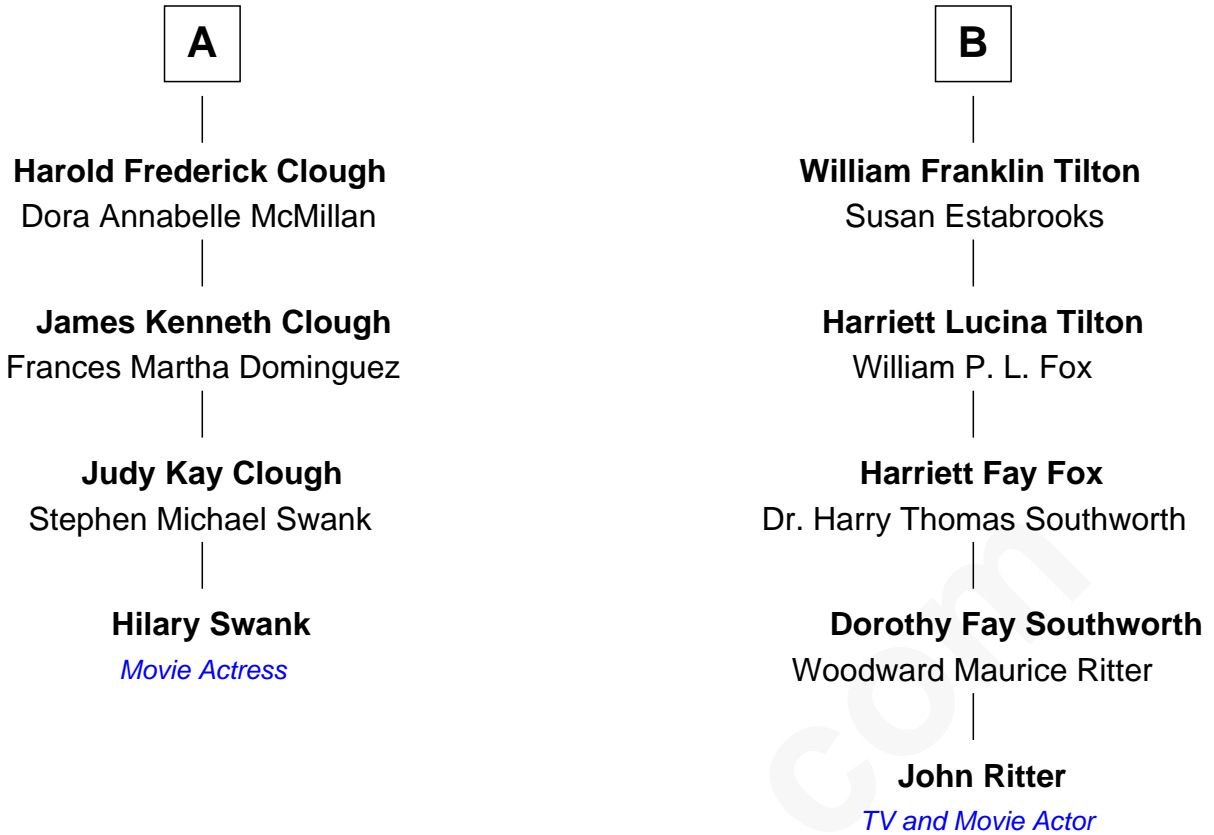 A
Harold Frederick Clough
Dora Annabelle McMillan
James Kenneth Clough
Frances Martha Dominguez
Judy Kay Clough
Stephen Michael Swank
Hilary Swank
Movie Actress
B
William Franklin Tilton
Susan Estabrooks
Harriett Lucina Tilton
William P. L. Fox
Harriett Fay Fox
Dr. Harry Thomas Southworth
Dorothy Fay Southworth
Woodward Maurice Ritter
John Ritter
TV and Movie Actor
com